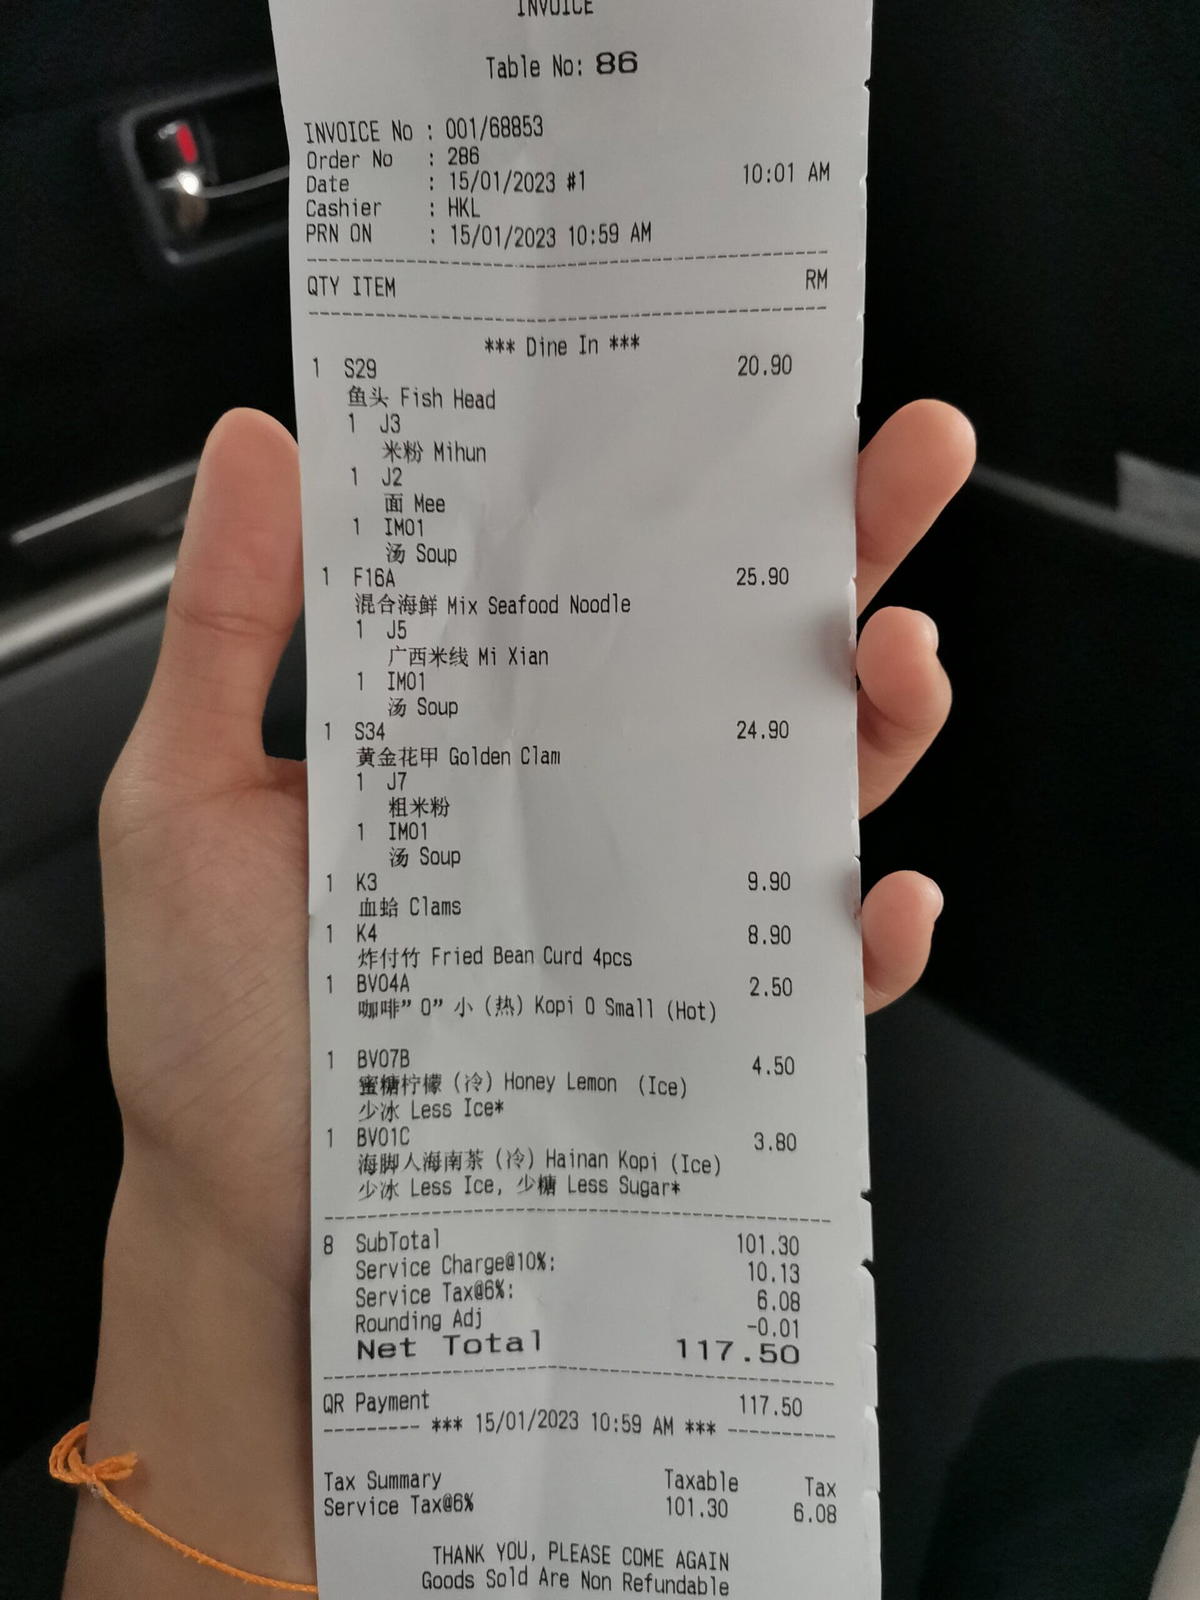 INVOICE
Table No: 86
INVOICE No : 001/68853
Order No : 286
Date : 15/01/2023 #1 10:01 AM
Cashier : HKL
PRN ON : 15/01/2023 10:59 AM
QTY ITEM RM
*** Dine In ***
1 S29 20.90
鱼头 Fish Head
1 J3
米粉 Mihun
1 J2
面 Mee
1 IM01
汤 Soup
1 F16A 25.90
混合海鲜 Mix Seafood Noodle
1 J5
广西米线 Mi Xian
1 IM01
汤 Soup
1 S34 24.90
黄金花甲 Golden Clam
1 J7
粗米粉
1 IM01
汤 Soup
1 K3 9.90
血蛤 Clams
1 K4 8.90
炸付竹 Fried Bean Curd 4pcs
1 BV04A 2.50
咖啡” O” 小 (热) Kopi O Small (Hot)
1 BV07B 4.50
蜜糖柠檬 (冷) Honey Lemon (Ice)
少冰 Less Ice*
1 BV01C 3.80
海脚人海南茶 (冷) Hainan Kopi (Ice)
少冰 Less Ice, 少糖 Less Sugar*
8 SubTotal 101.30
Service Charge@10%: 10.13
Service Tax@6%: 6.08
Rounding Adj -0.01
Net Total 117.50
QR Payment 117.50
--------- *** 15/01/2023 10:59 AM *** ----------
Tax Summary Taxable Tax
Service Tax@6% 101.30 6.08
THANK YOU, PLEASE COME AGAIN
Goods Sold Are Non Refundable